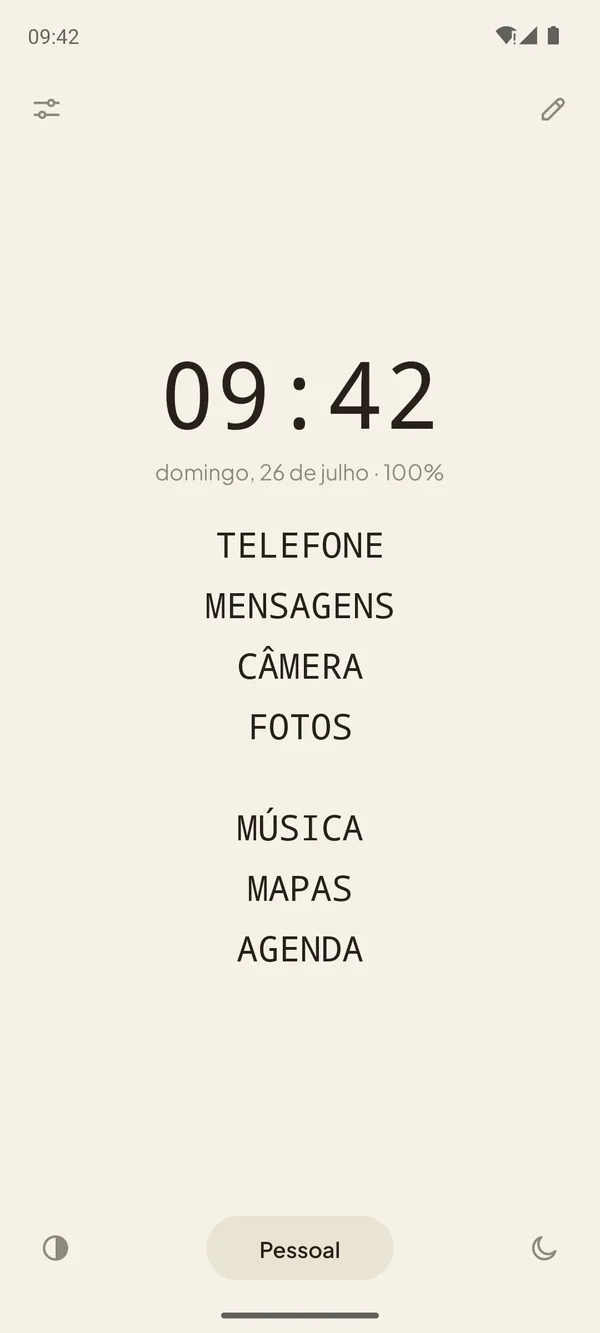 09:42
09:42
domingo, 26 de julho · 100%
TELEFONE
MENSAGENS
CÂMERA
FOTOS
MÚSICA
MAPAS
AGENDA
Pessoal